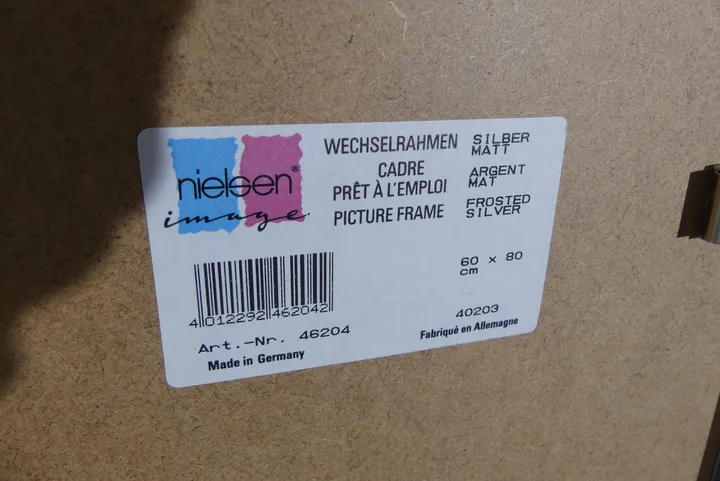 nielsen®
image
WECHSELRAHMEN
SILBER
MATT
CADRE
PRÊT À L'EMPLOI
ARGENT
MAT
PICTURE FRAME
FROSTED
SILVER
60 x 80
cm
4 012292 462042
Art.-Nr. 46204
40203
Made in Germany
Fabriqué en Allemagne